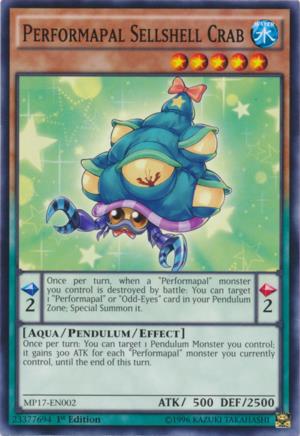 PERFORMAPAL SELLSHELL CRAB
WATER
水
Once per turn, when a "Performapal" monster
you control is destroyed by battle: You can target
1 "Performapal" or "Odd-Eyes" card in your Pendulum
Zone; Special Summon it.
2
2
[AQUA/PENDULUM/EFFECT]
Once per turn: You can target 1 Pendulum Monster you control;
it gains 300 ATK for each "Performapal" monster you currently
control, until the end of this turn.
MP17-EN002
ATK/ 500 DEF/2500
23377694 1st Edition
©1996 KAZUKI TAKAHASHI